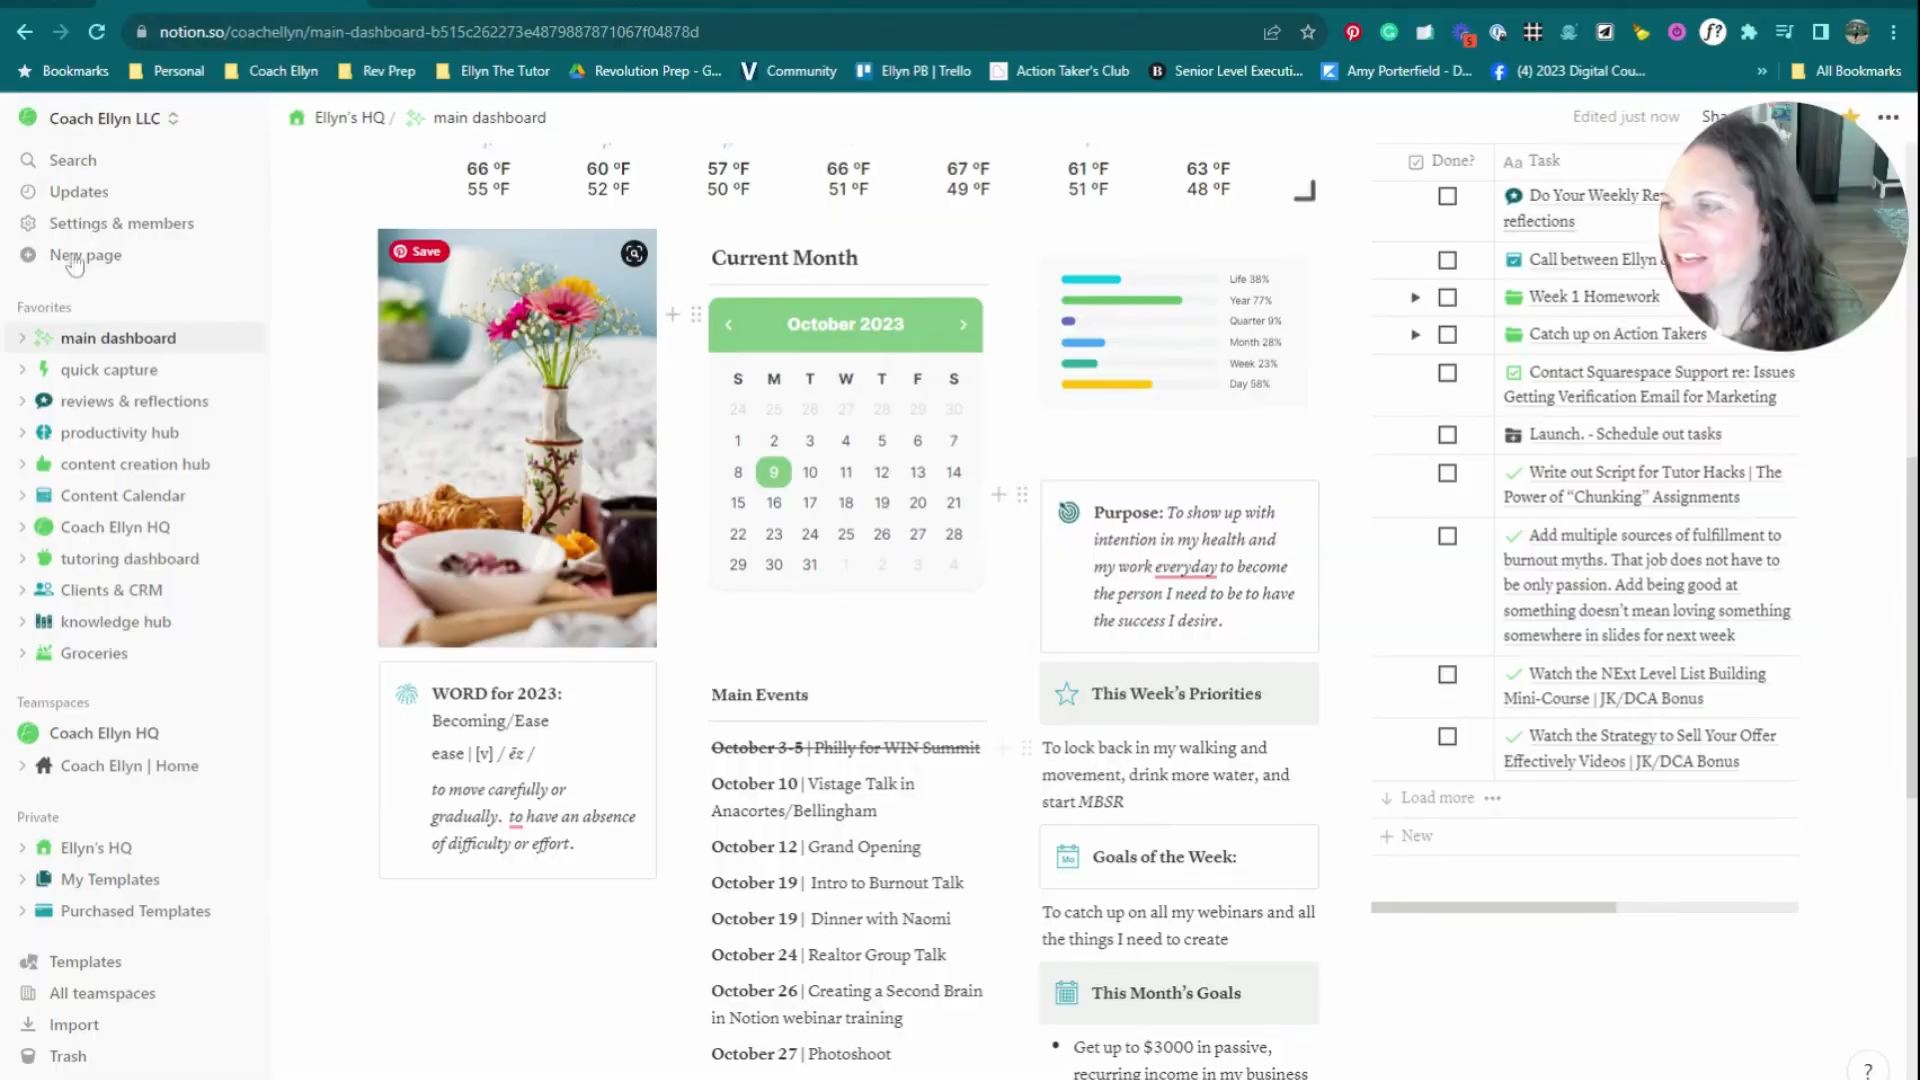 notion.so/coachellyn/main-dashboard-b515c262273e4879887871067f04878d
5
f?
Bookmarks
Personal
Coach Ellyn
Rev Prep
Ellyn The Tutor
Revolution Prep - G...
Community
Ellyn PB | Trello
Action Taker's Club
Senior Level Executi...
Amy Porterfield - D...
(4) 2023 Digital Cou...
»
All Bookmarks
Coach Ellyn LLC
Search
Updates
Settings & members
New page
Favorites
main dashboard
quick capture
reviews & reflections
productivity hub
content creation hub
Content Calendar
Coach Ellyn HQ
tutoring dashboard
Clients & CRM
knowledge hub
Groceries
Teamspaces
Coach Ellyn HQ
Coach Ellyn | Home
Private
Ellyn's HQ
My Templates
Purchased Templates
Templates
All teamspaces
Import
Trash
Ellyn's HQ / main dashboard
Edited just now
66 °F 60 °F 57 °F 66 °F 67 °F 61 °F 63 °F
55 °F 52 °F 50 °F 51 °F 49 °F 51 °F 48 °F
Save
WORD for 2023:
Becoming/Ease
ease | [v] / ēz /
to move carefully or
gradually. to have an absence
of difficulty or effort.
Current Month
October 2023
S M T W T F S
24 25 26 27 28 29 30
1 2 3 4 5 6 7
8 9 10 11 12 13 14
15 16 17 18 19 20 21
22 23 24 25 26 27 28
29 30 31 1 2 3 4
Main Events
October 3-5 | Philly for WIN Summit
October 10 | Vistage Talk in
Anacortes/Bellingham
October 12 | Grand Opening
October 19 | Intro to Burnout Talk
October 19 | Dinner with Naomi
October 24 | Realtor Group Talk
October 26 | Creating a Second Brain
in Notion webinar training
October 27 | Photoshoot
Life 38%
Year 77%
Quarter 9%
Month 28%
Week 23%
Day 58%
Purpose: To show up with
intention in my health and
my work everyday to become
the person I need to be to have
the success I desire.
This Week's Priorities
To lock back in my walking and
movement, drink more water, and
start MBSR
Mo
Goals of the Week:
To catch up on all my webinars and all
the things I need to create
This Month's Goals
• Get up to $3000 in passive,
recurring income in my business
Done? Aa Task
Do Your Weekly
reflections
Call between Ellyn
Week 1 Homework
Catch up on Action Takers
Contact Squarespace Support re: Issues
Getting Verification Email for Marketing
Launch. - Schedule out tasks
Write out Script for Tutor Hacks | The
Power of “Chunking” Assignments
Add multiple sources of fulfillment to
burnout myths. That job does not have to
be only passion. Add being good at
something doesn't mean loving something
somewhere in slides for next week
Watch the NExt Level List Building
Mini-Course | JK/DCA Bonus
Watch the Strategy to Sell Your Offer
Effectively Videos | JK/DCA Bonus
Load more
+ New
?